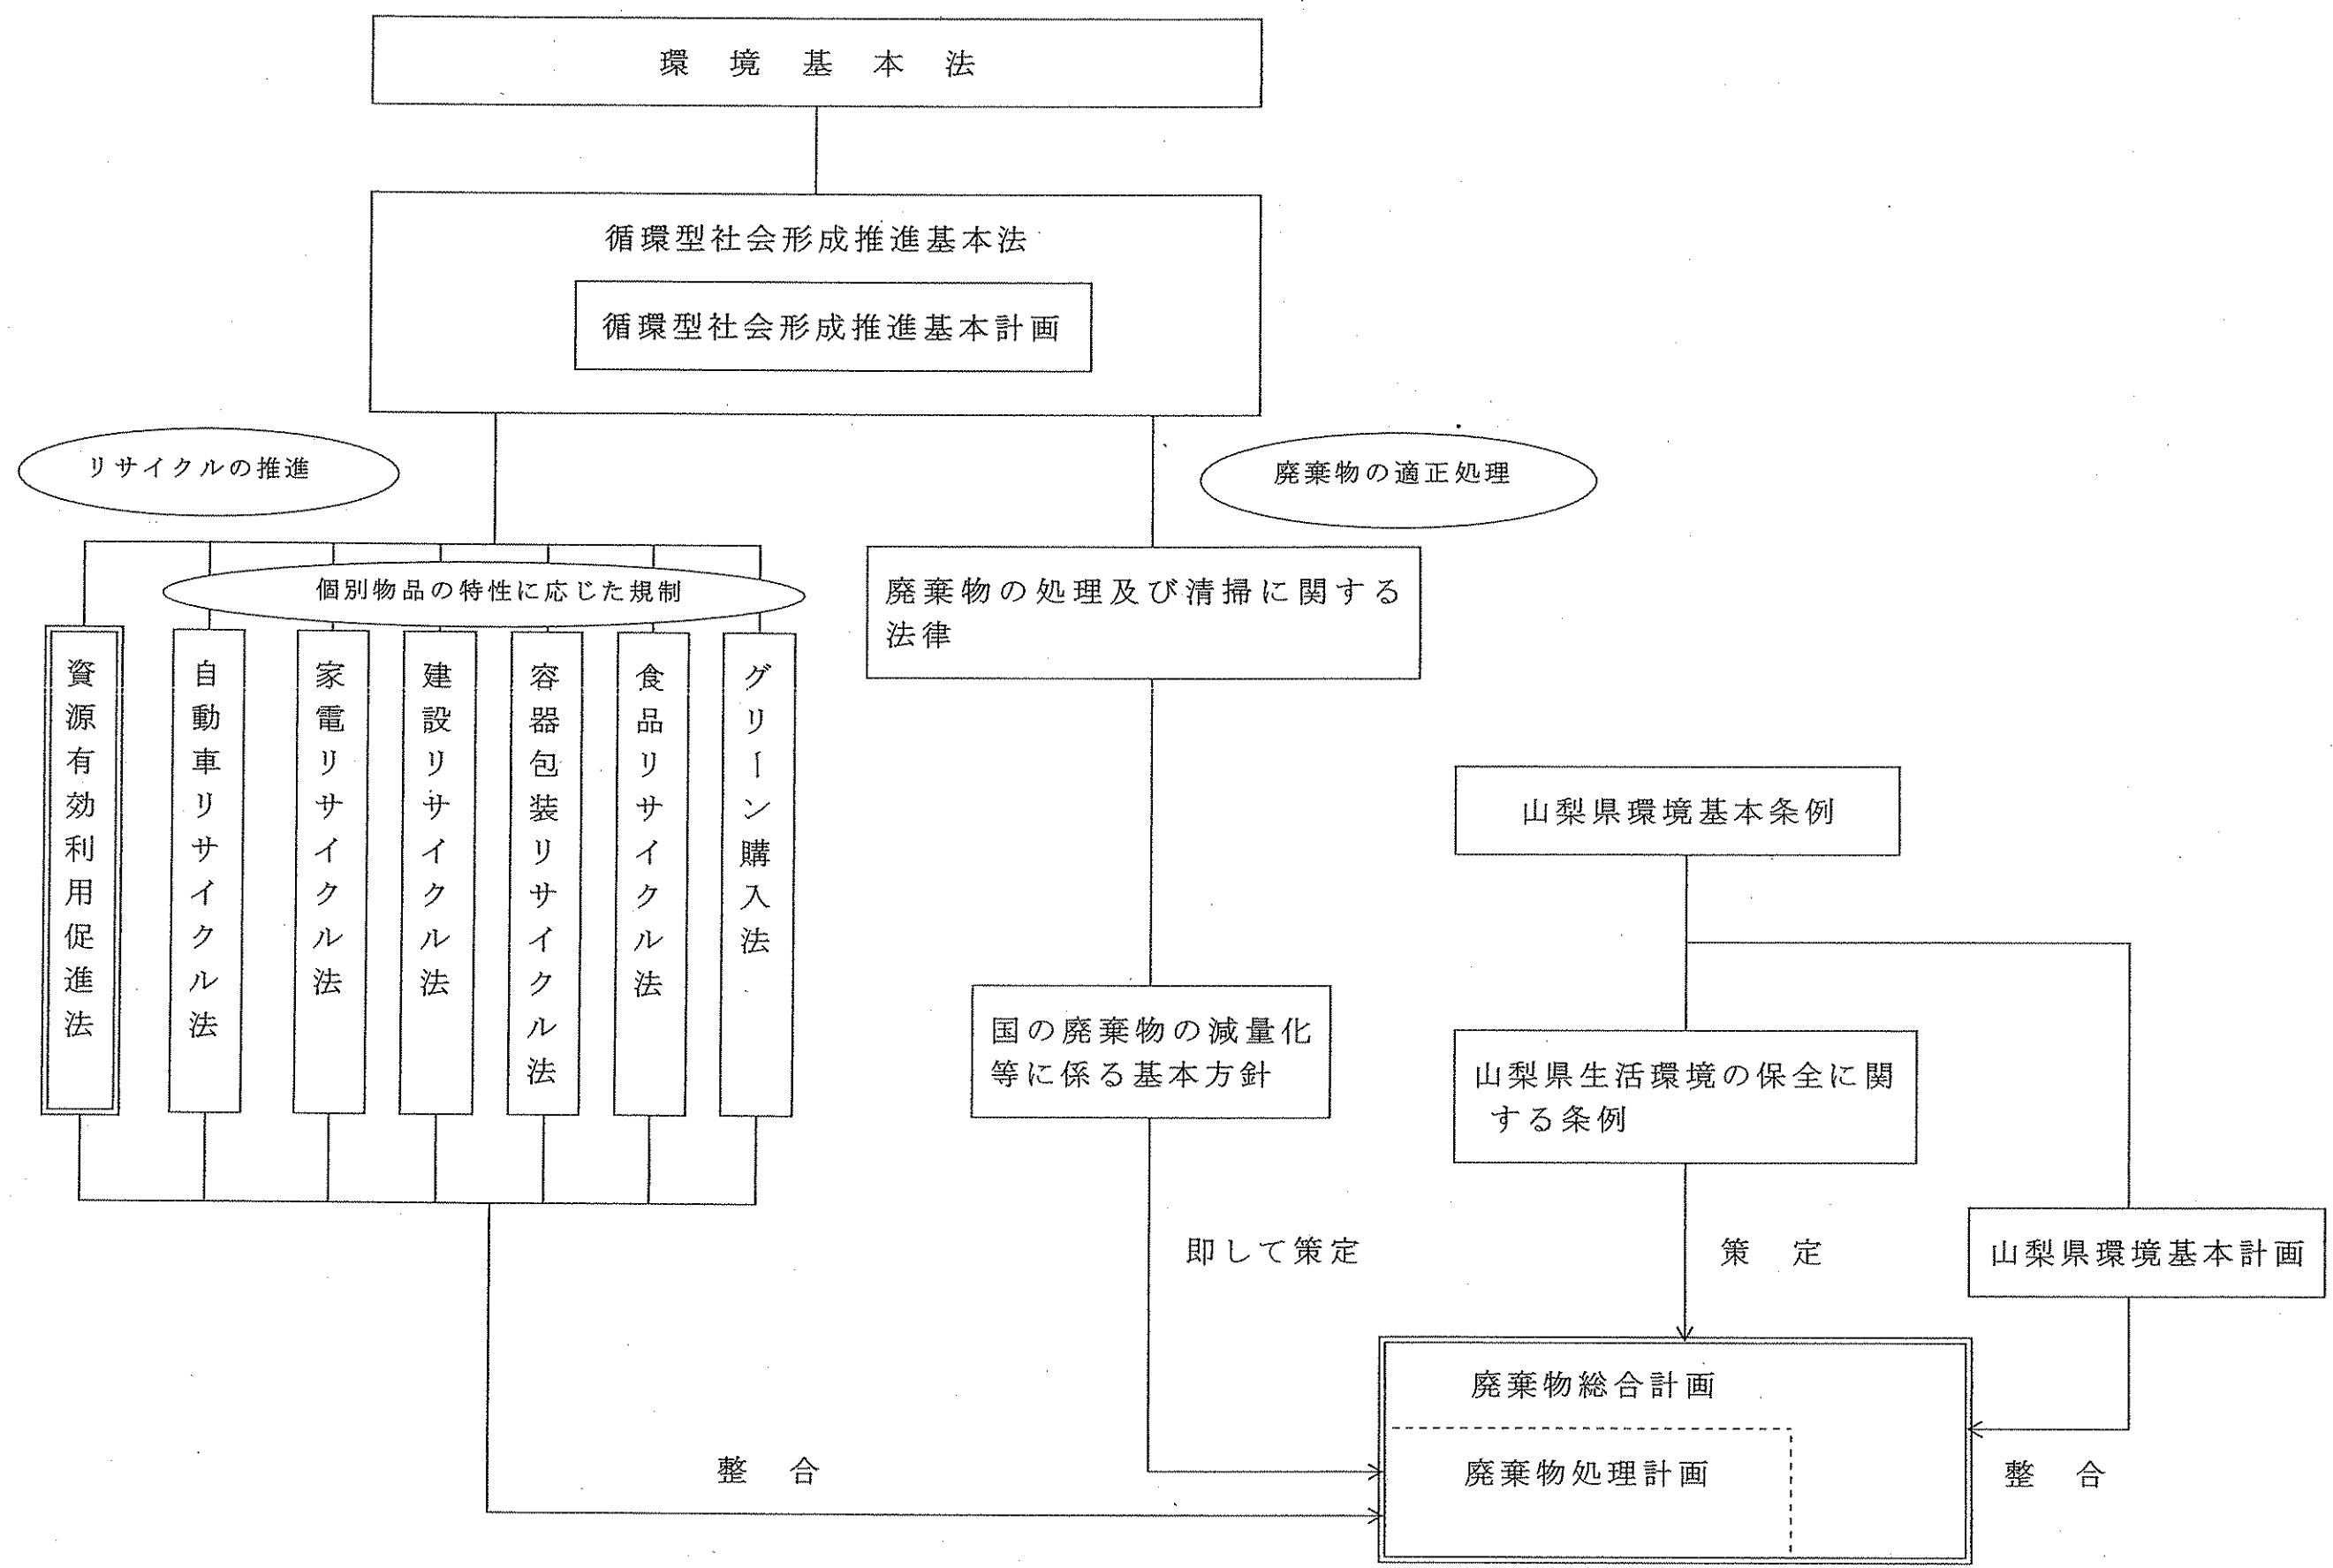 環境基本法
循環型社会形成推進基本法
循環型社会形成推進基本計画
リサイクルの推進
廃棄物の適正処理
個別物品の特性に応じた規制
資源有効利用促進法
自動車リサイクル法
家電リサイクル法
建設リサイクル法
容器包装リサイクル法
食品リサイクル法
グリーン購入法
廃棄物の処理及び清掃に関する
法律
国の廃棄物の減量化
等に係る基本方針
山梨県環境基本条例
山梨県生活環境の保全に関
する条例
即して策定
策定
山梨県環境基本計画
廃棄物総合計画
廃棄物処理計画
整合
整合